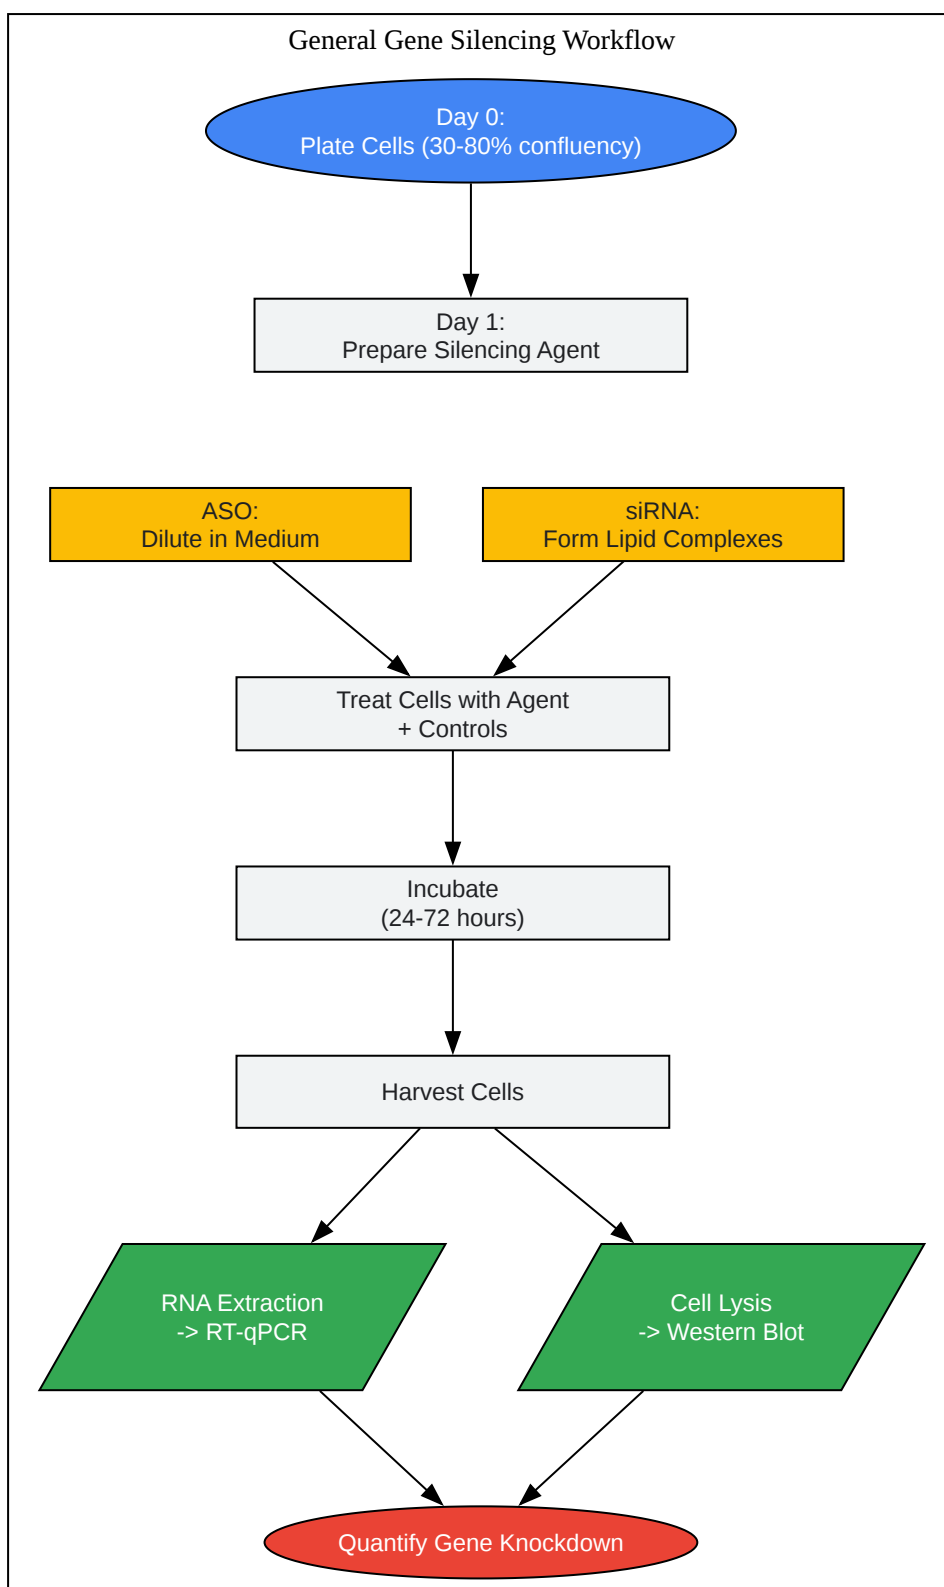 General Gene Silencing Workflow
Day 0:
Plate Cells (30-80% confluency)
Day 1:
Prepare Silencing Agent
ASO:
Dilute in Medium
siRNA:
Form Lipid Complexes
Treat Cells with Agent
+ Controls
Incubate
(24-72 hours)
Harvest Cells
RNA Extraction
-> RT-qPCR
Cell Lysis
-> Western Blot
Quantify Gene Knockdown